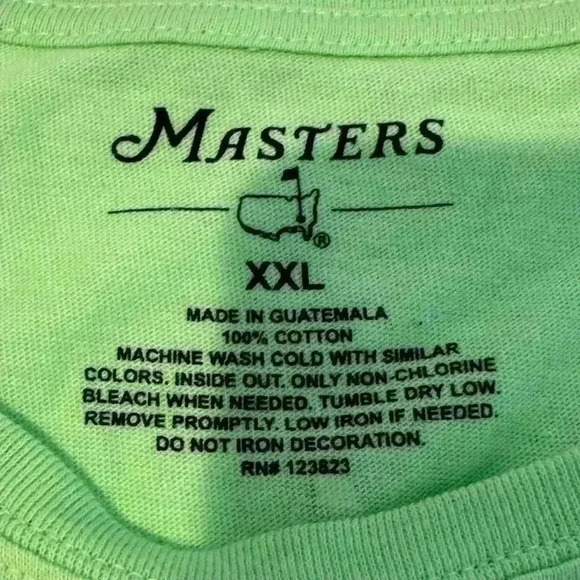 MASTERS
®
XXL
MADE IN GUATEMALA
100% COTTON
MACHINE WASH COLD WITH SIMILAR
COLORS. INSIDE OUT. ONLY NON-CHLORINE
BLEACH WHEN NEEDED. TUMBLE DRY LOW.
REMOVE PROMPTLY. LOW IRON IF NEEDED.
DO NOT IRON DECORATION.
RN# 123823